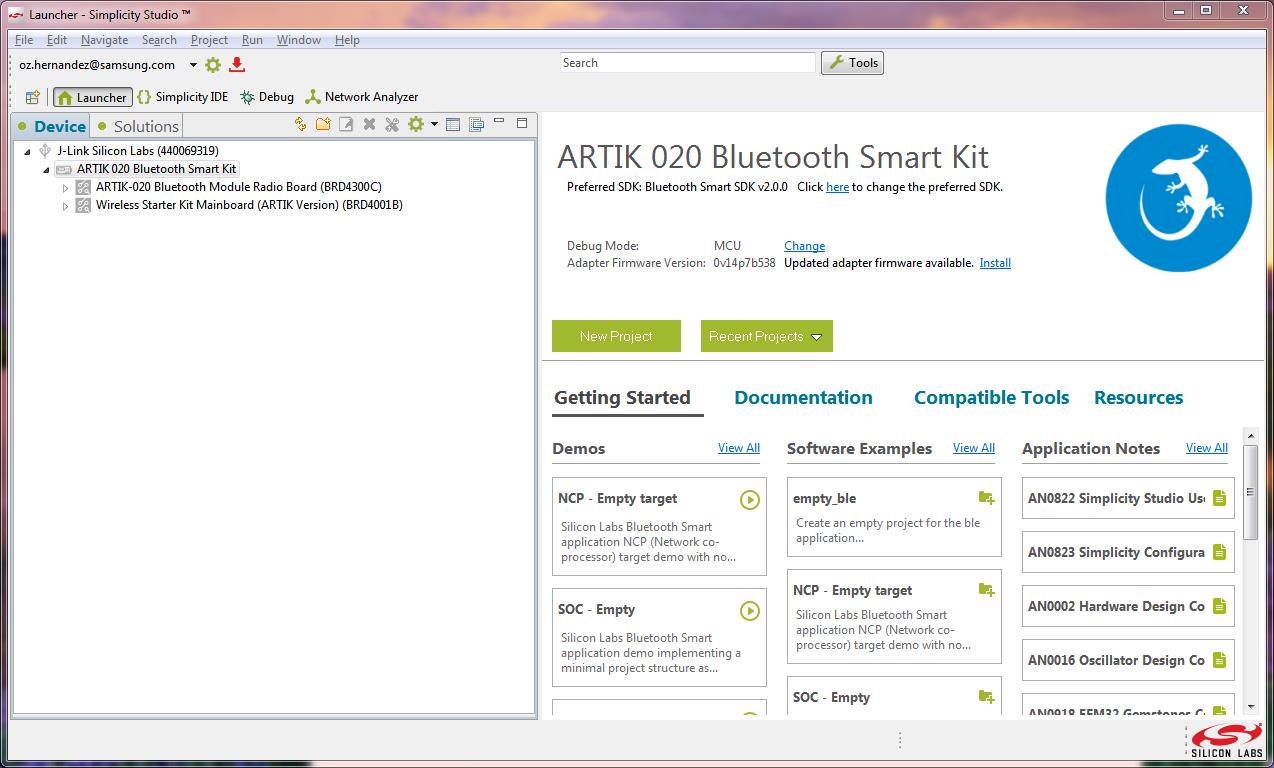 Launcher - Simplicity Studio ™
File Edit Navigate Search Project Run Window Help
oz.hernandez@samsung.com
Search
Tools
Launcher
Simplicity IDE
Debug
Network Analyzer
Device
Solutions
J-Link Silicon Labs (440069319)
ARTIK 020 Bluetooth Smart Kit
ARTIK-020 Bluetooth Module Radio Board (BRD4300C)
Wireless Starter Kit Mainboard (ARTIK Version) (BRD4001B)
ARTIK 020 Bluetooth Smart Kit
Preferred SDK: Bluetooth Smart SDK v2.0.0 Click here to change the preferred SDK.
Debug Mode: MCU Change
Adapter Firmware Version: 0v14p7b538 Updated adapter firmware available. Install
New Project
Recent Projects
Getting Started
Documentation
Compatible Tools
Resources
Demos View All
NCP - Empty target
Silicon Labs Bluetooth Smart
application NCP (Network co-
processor) target demo with no...
SOC - Empty
Silicon Labs Bluetooth Smart
application demo implementing a
minimal project structure as...
Software Examples View All
empty_ble
Create an empty project for the ble
application...
NCP - Empty target
Silicon Labs Bluetooth Smart
application NCP (Network co-
processor) target demo with no...
SOC - Empty
Application Notes View All
AN0822 Simplicity Studio Use
AN0823 Simplicity Configura
AN0002 Hardware Design Co
AN0016 Oscillator Design Co
AN0918 EFM32 Gemstones
SILICON LABS